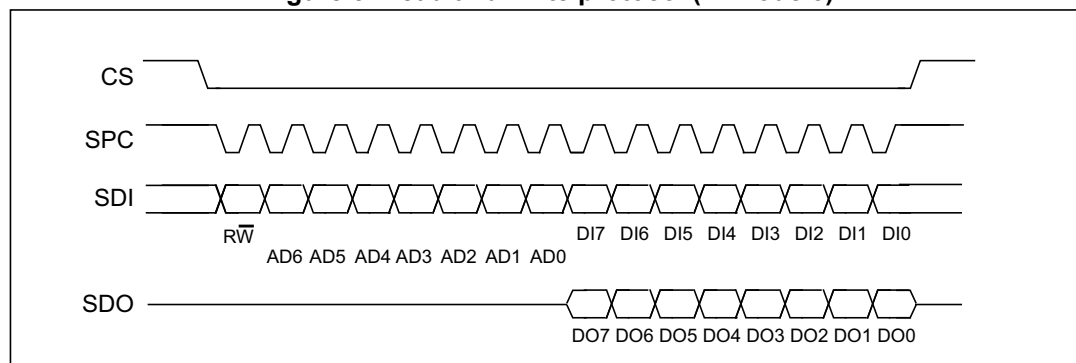 CS
SPC
SDI
RW
DI7 DI6 DI5 DI4 DI3 DI2 DI1 DI0
AD6 AD5 AD4 AD3 AD2 AD1 AD0
SDO
DO7 DO6 DO5 DO4 DO3 DO2 DO1 DO0